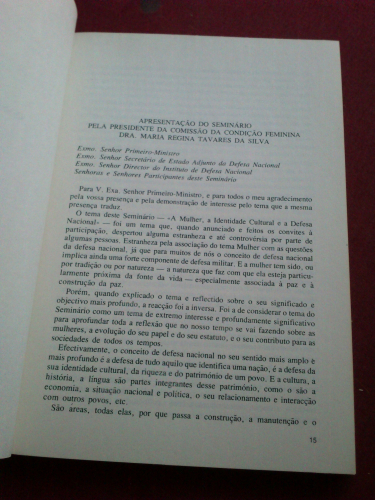 APRESENTAÇÃO DO SEMINÁRIO
PELA PRESIDENTE DA COMISSÃO DA CONDIÇÃO FEMININA
DRA. MARIA REGINA TAVARES DA SILVA
Esmo. Senhor Primeiro-Ministro
Esmo. Senhor Secretário de Estado Adjunto da Defesa Nacional
Esmo. Senhor Director do Instituto de Defesa Nacional
Senhoras e Senhores Participantes deste Seminário
Para V. Exa. Senhor Primeiro-Ministro, e para todos o meu agradecimento
pela vossa presença e pela demonstração de interesse pelo tema que a mesma
presença traduz.
O tema deste Seminário — «A Mulher, a Identidade Cultural e a Defesa
Nacional» — foi um tema que, quando anunciado e feitos os convites à
participação, despertou alguma estranheza e até controvérsia por parte de
algumas pessoas. Estranheza pela associação do tema Mulher com as questões
da defesa nacional, já que para muitos de nós o conceito de defesa nacional
implica ainda uma forte componente de defesa militar. E a mulher tem sido, ou
por tradição ou por natureza — a natureza que faz com que ela esteja particu-
larmente próxima da fonte da vida — especialmente associada à paz e à
construção da paz.
Porém, quando explicado o tema e reflectido sobre o seu significado e
objectivo mais profundo, a reacção foi a inversa. Foi a de considerar o tema do
Seminário como um tema de extremo interesse e profundamente significativo
para aprofundar toda a reflexão que no nosso tempo se vai fazendo sobre as
mulheres, a evolução do seu papel e do seu estatuto, e o seu contributo para as
sociedades de todos os tempos.
Efectivamente, o conceito de defesa nacional no seu sentido mais amplo e
mais profundo é a defesa de tudo aquilo que identifica uma nação, é a defesa da
sua identidade cultural, da riqueza e do património de um povo. E a cultura, a
história, a língua são partes integrantes desse património, como o são a
economia, a situação nacional e política, o seu relacionamento e interacção
com outros povos, etc.
São áreas, todas elas, por que passa a construção, a manutenção e o
15